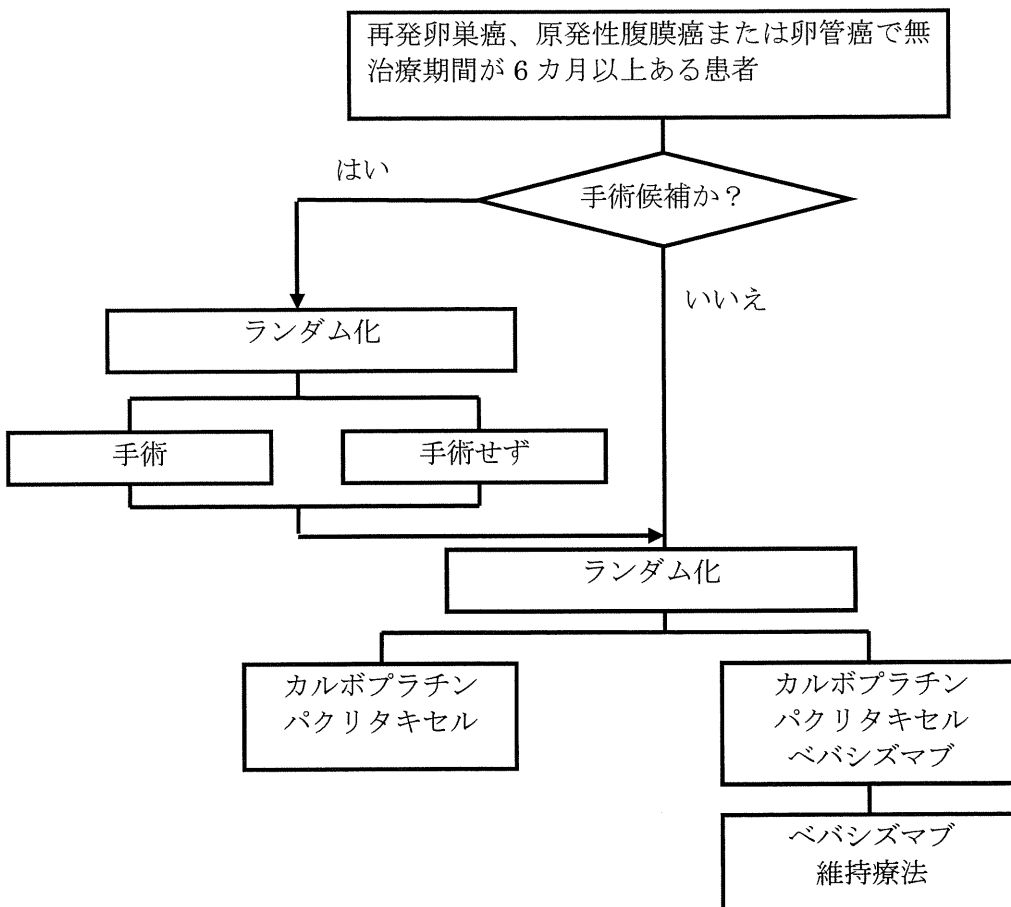 再発卵巣癌、原発性腹膜癌または卵管癌で無
治療期間が 6 カ月以上ある患者
はい
手術候補か？
いいえ
ランダム化
手術
手術せず
ランダム化
カルボプラチン
パクリタキセル
カルボプラチン
パクリタキセル
ベバシズマブ
ベバシズマブ
維持療法